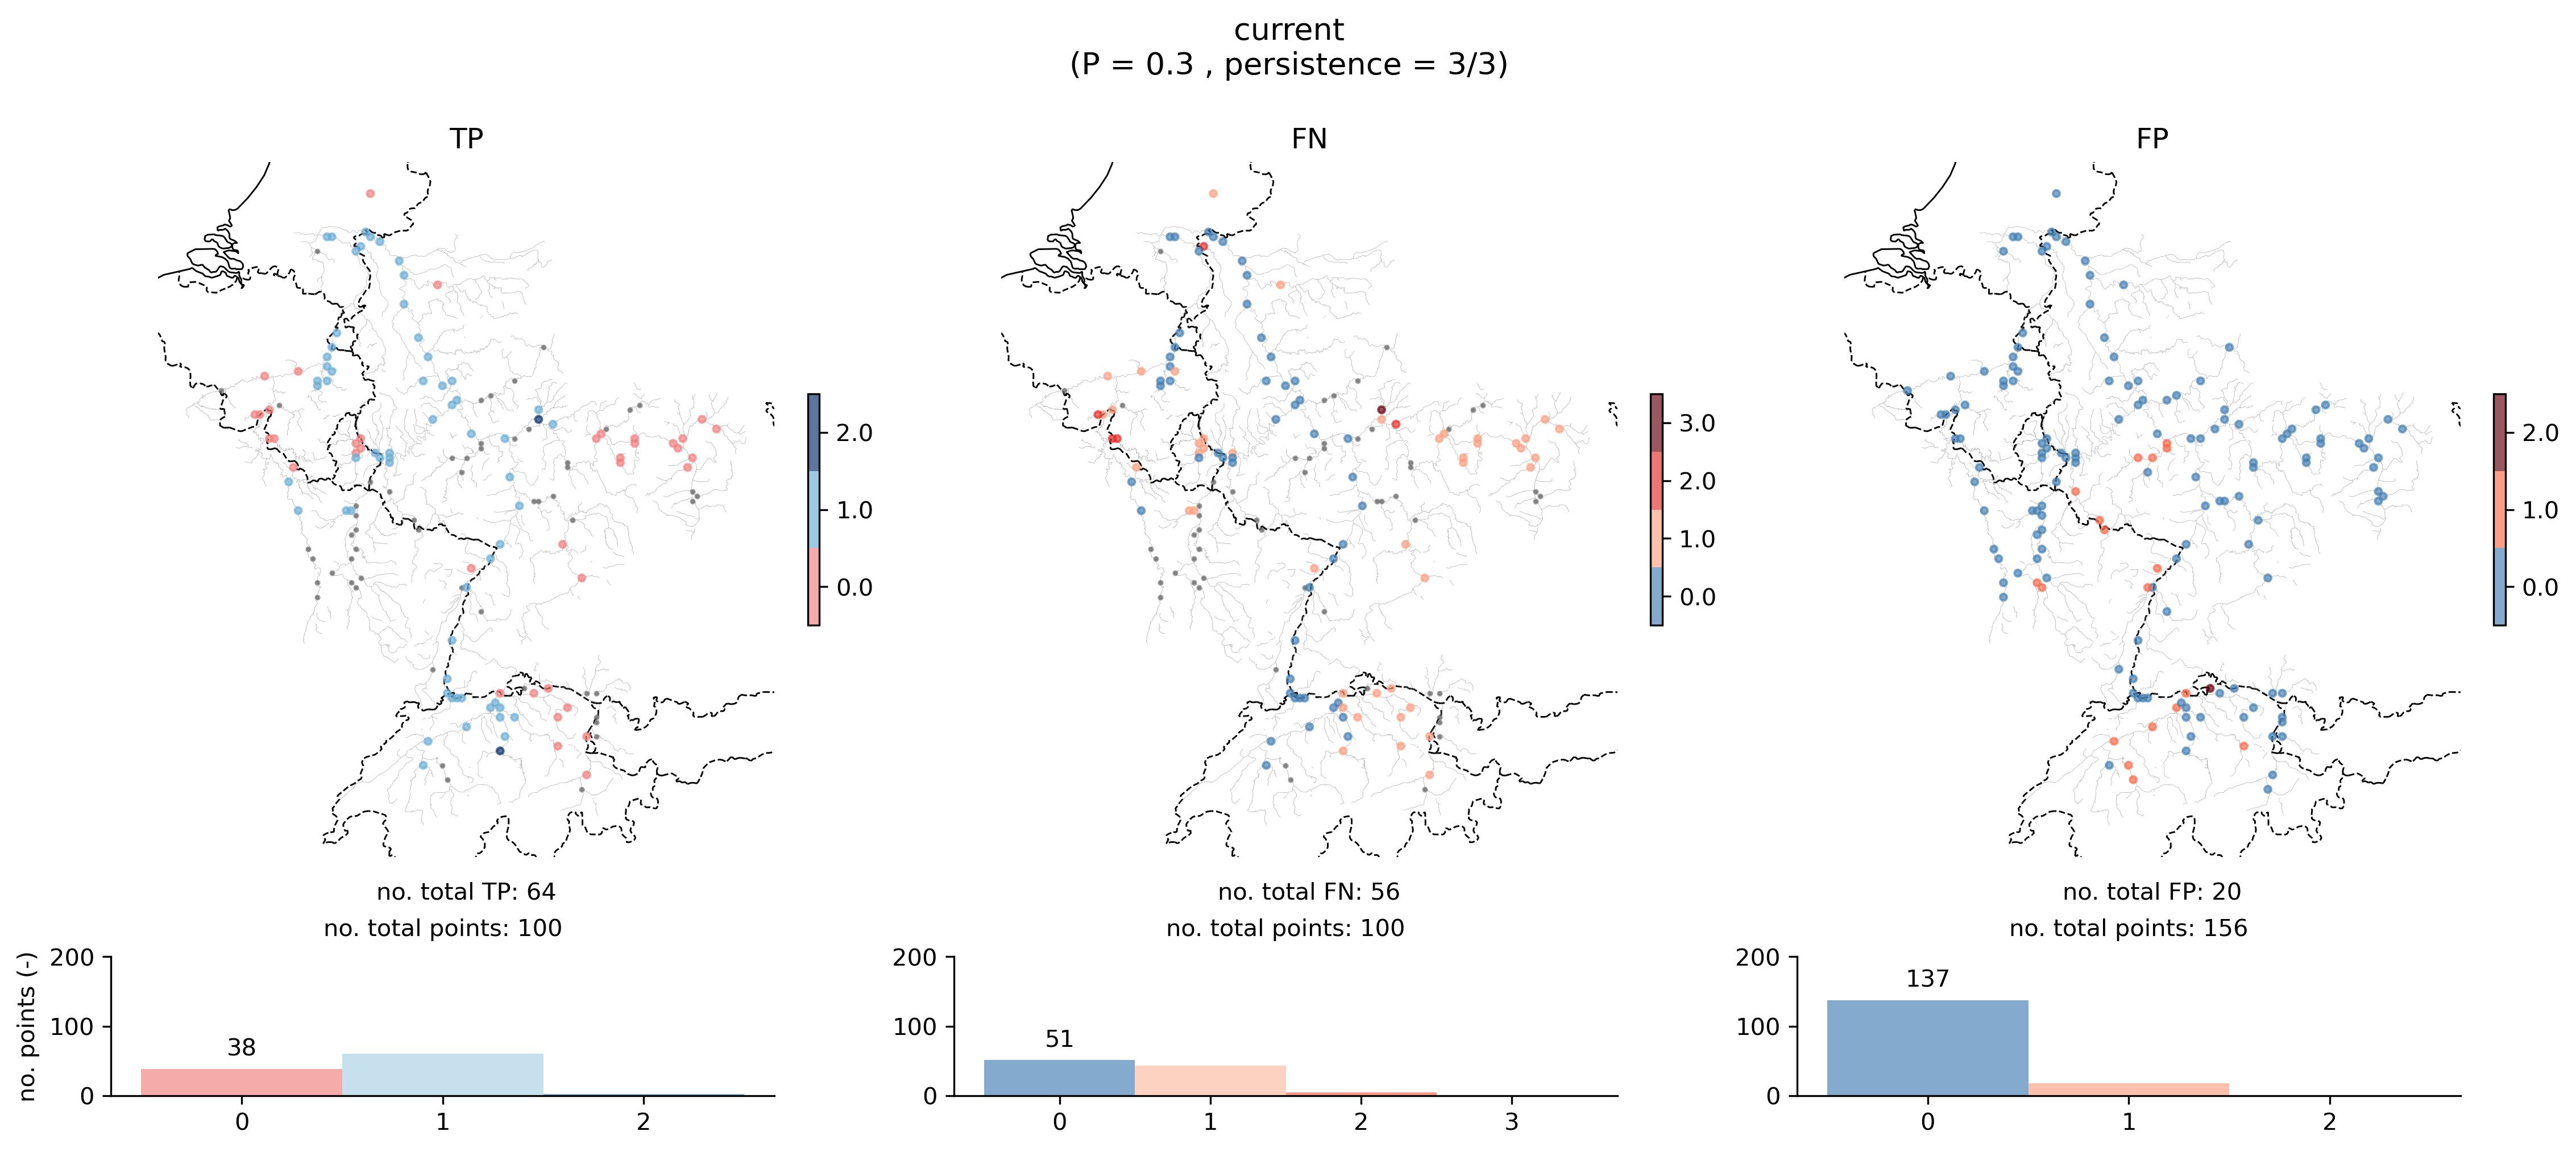 current
(P = 0.3 , persistence = 3/3)
TP
FN
FP
2.0
1.0
0.0
3.0
2.0
1.0
0.0
2.0
1.0
0.0
no. total TP: 64
no. total points: 100
no. total FN: 56
no. total points: 100
no. total FP: 20
no. total points: 156
no. points (-)
200
100
0
38
0
1
2
200
100
0
51
0
1
2
3
200
100
0
137
0
1
2